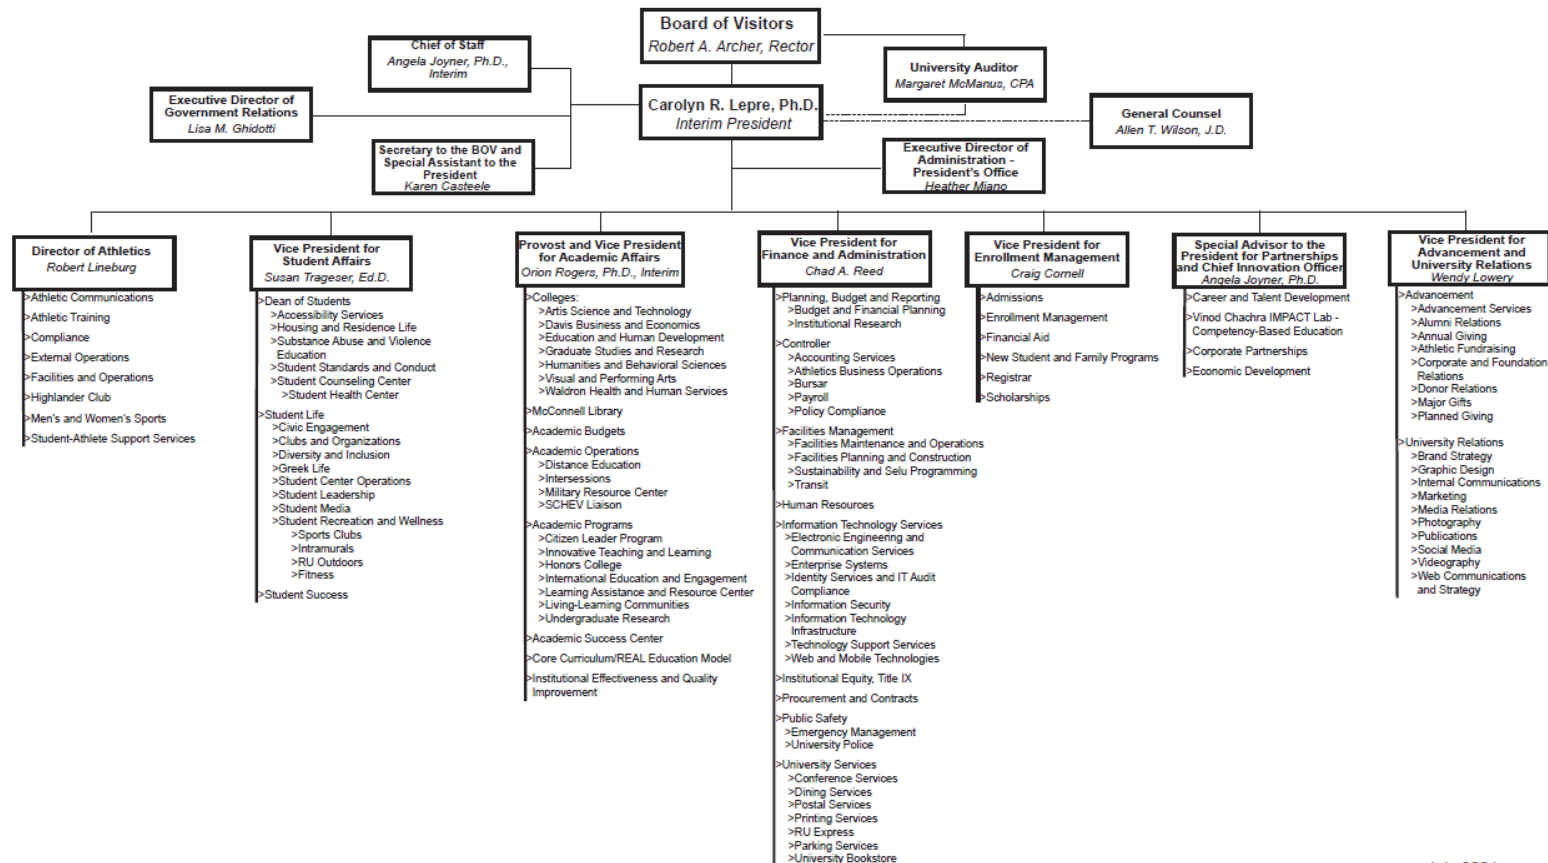 Board of Visitors
Robert A. Archer, Rector
Chief of Staff
Angela Joyner, Ph.D.,
Interim
University Auditor
Margaret McManus, CPA
Executive Director of
Government Relations
Lisa M. Ghidotti
Carolyn R. Lepre, Ph.D.
Interim President
General Counsel
Allen T. Wilson, J.D.
Secretary to the BOV and
Special Assistant to the
President
Karen Casteele
Executive Director of
Administration -
President's Office
Heather Miano
Director of Athletics
Robert Lineburg
>Athletic Communications
>Athletic Training
>Compliance
>External Operations
>Facilities and Operations
>Highlander Club
>Men's and Women's Sports
>Student-Athlete Support Services
Vice President for
Student Affairs
Susan Trageser, Ed.D.
>Dean of Students
>Accessibility Services
>Housing and Residence Life
>Substance Abuse and Violence
Education
>Student Standards and Conduct
>Student Counseling Center
>Student Health Center
>Student Life
>Civic Engagement
>Clubs and Organizations
>Diversity and Inclusion
>Greek Life
>Student Center Operations
>Student Leadership
>Student Media
>Student Recreation and Wellness
>Sports Clubs
>Intramurals
>RU Outdoors
>Fitness
>Student Success
Provost and Vice President
for Academic Affairs
Orion Rogers, Ph.D., Interim
>Colleges:
>Artis Science and Technology
>Davis Business and Economics
>Education and Human Development
>Graduate Studies and Research
>Humanities and Behavioral Sciences
>Visual and Performing Arts
>Waldron Health and Human Services
>McConnell Library
>Academic Budgets
>Academic Operations
>Distance Education
>Intersessions
>Military Resource Center
>SCHEV Liaison
>Academic Programs
>Citizen Leader Program
>Innovative Teaching and Learning
>Honors College
>International Education and Engagement
>Learning Assistance and Resource Center
>Living-Learning Communities
>Undergraduate Research
>Academic Success Center
>Core Curriculum/REAL Education Model
>Institutional Effectiveness and Quality
Improvement
Vice President for
Finance and Administration
Chad A. Reed
>Planning, Budget and Reporting
>Budget and Financial Planning
>Institutional Research
>Controller
>Accounting Services
>Athletics Business Operations
>Bursar
>Payroll
>Policy Compliance
>Facilities Management
>Facilities Maintenance and Operations
>Facilities Planning and Construction
>Sustainability and Selu Programming
>Transit
>Human Resources
>Information Technology Services
>Electronic Engineering and
Communication Services
>Enterprise Systems
>Identity Services and IT Audit
Compliance
>Information Security
>Information Technology
Infrastructure
>Technology Support Services
>Web and Mobile Technologies
>Institutional Equity, Title IX
>Procurement and Contracts
>Public Safety
>Emergency Management
>University Police
>University Services
>Conference Services
>Dining Services
>Postal Services
>Printing Services
>RU Express
>Parking Services
>University Bookstore
Vice President for
Enrollment Management
Craig Cornell
>Admissions
>Enrollment Management
>Financial Aid
>New Student and Family Programs
>Registrar
>Scholarships
Special Advisor to the
President for Partnerships
and Chief Innovation Officer
Angela Joyner, Ph.D.
>Career and Talent Development
>Vinod Chachra IMPACT Lab -
Competency-Based Education
>Corporate Partnerships
>Economic Development
Vice President for
Advancement and
University Relations
Wendy Lowery
>Advancement
>Advancement Services
>Alumni Relations
>Annual Giving
>Athletic Fundraising
>Corporate and Foundation
Relations
>Donor Relations
>Major Gifts
>Planned Giving
>University Relations
>Brand Strategy
>Graphic Design
>Internal Communications
>Marketing
>Media Relations
>Photography
>Publications
>Social Media
>Videography
>Web Communications
and Strategy